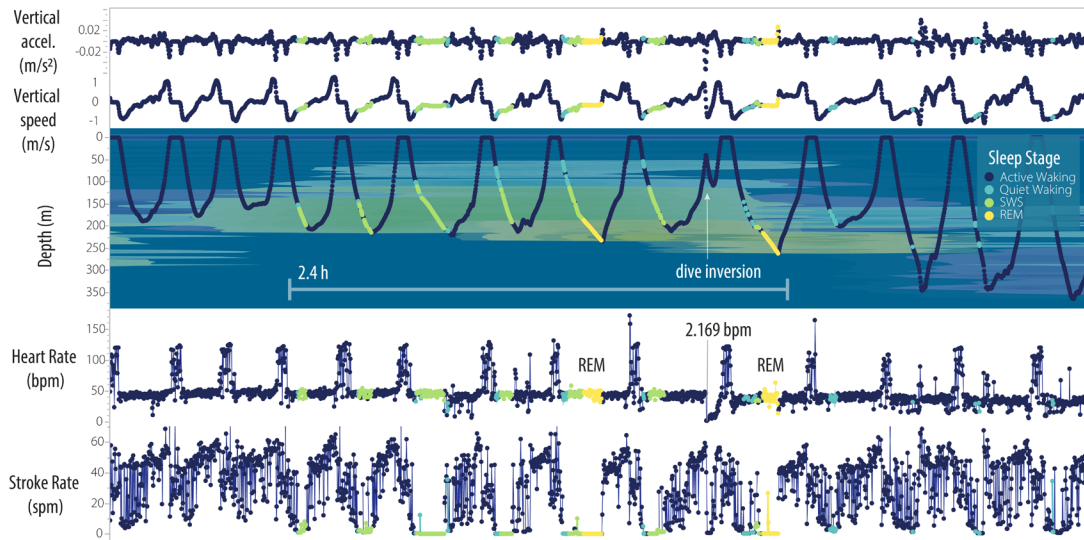 Vertical
accel.
(m/s²)
0.02
-0.02
Vertical
speed
(m/s)
1
0
-1
Depth (m)
0
50
100
150
200
250
300
350
Sleep Stage
Active Waking
Quiet Waking
SWS
REM
2.4 h
dive inversion
Heart Rate
(bpm)
150
100
50
0
REM
2.169 bpm
REM
Stroke Rate
(spm)
60
40
20
0